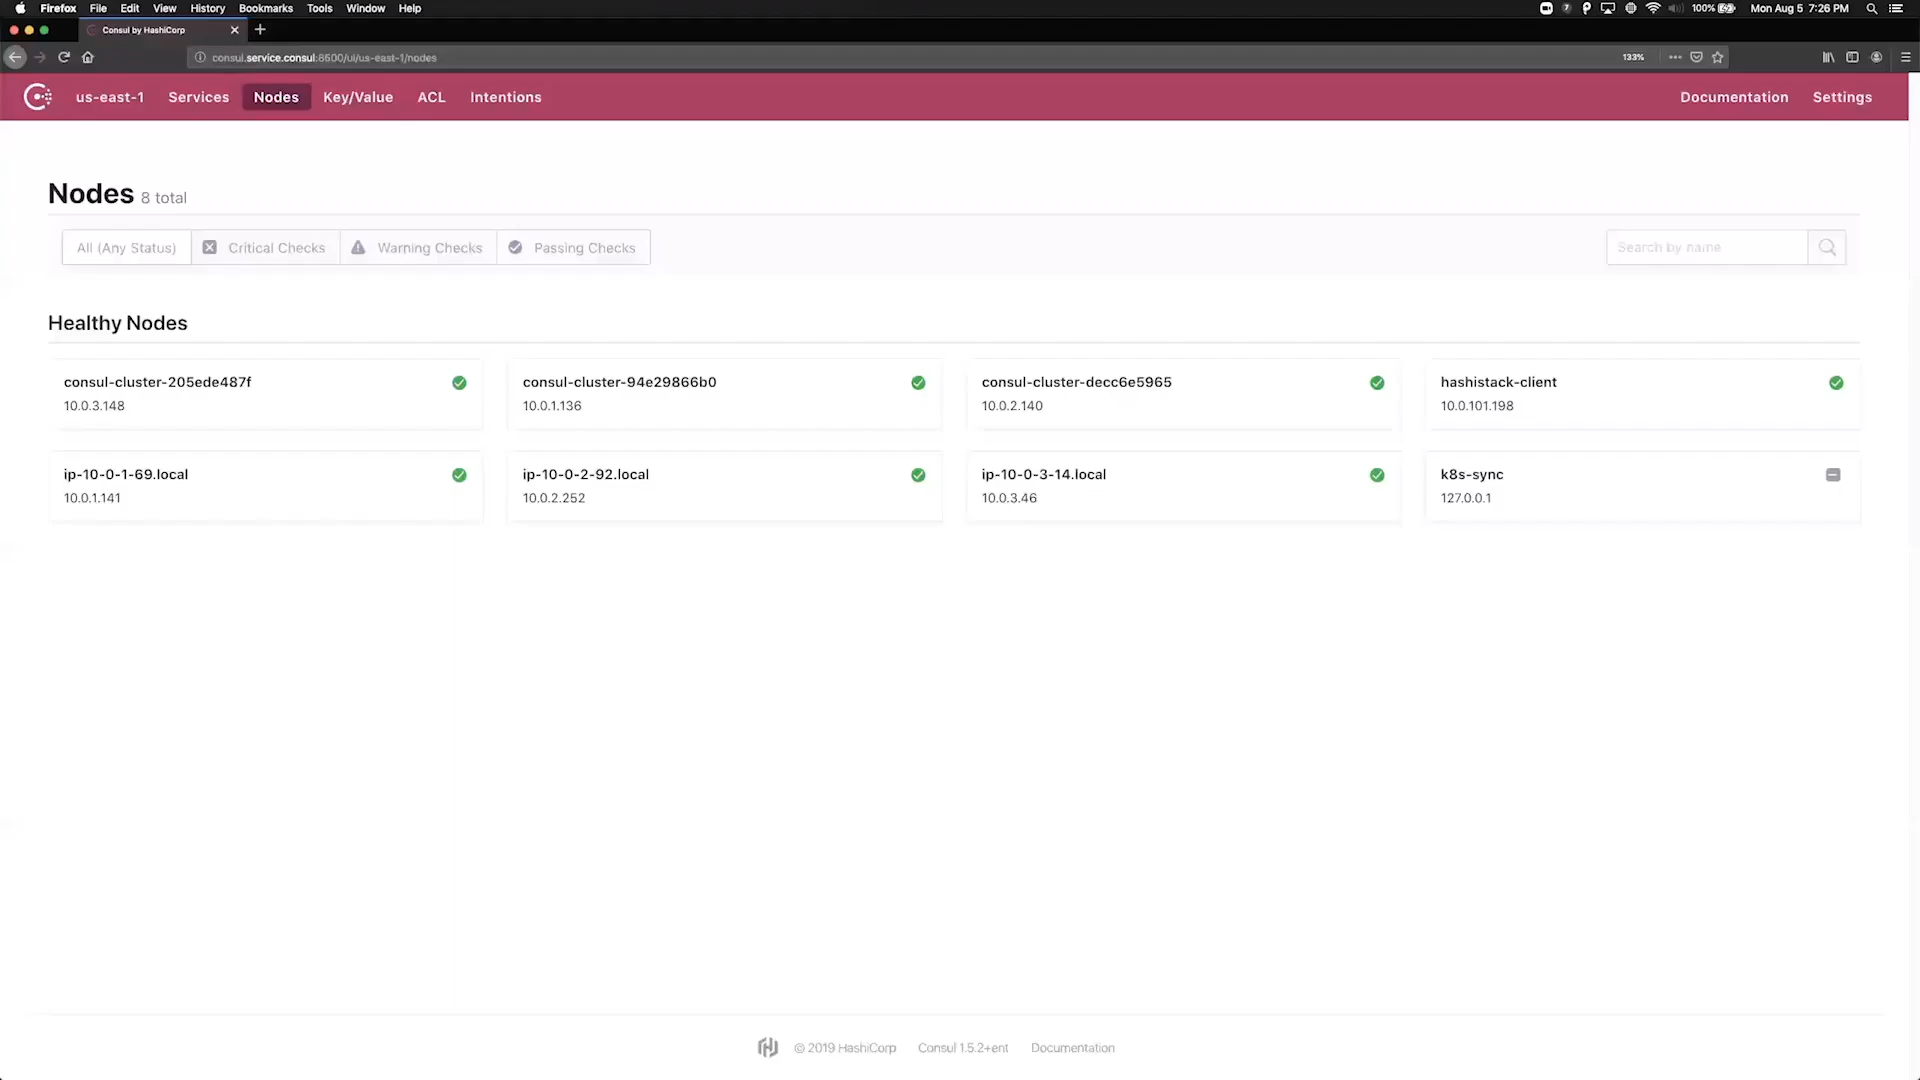 Firefox File Edit View History Bookmarks Tools Window Help
7 100% Mon Aug 5 7:26 PM
Consul by HashiCorp
consul.service.consul:8500/ui/us-east-1/nodes 133%
us-east-1 Services Nodes Key/Value ACL Intentions Documentation Settings
Nodes 8 total
All (Any Status) Critical Checks Warning Checks Passing Checks Search by name
Healthy Nodes
consul-cluster-205ede487f
10.0.3.148
consul-cluster-94e29866b0
10.0.1.136
consul-cluster-decc6e5965
10.0.2.140
hashistack-client
10.0.101.198
ip-10-0-1-69.local
10.0.1.141
ip-10-0-2-92.local
10.0.2.252
ip-10-0-3-14.local
10.0.3.46
k8s-sync
127.0.0.1
© 2019 HashiCorp Consul 1.5.2+ent Documentation